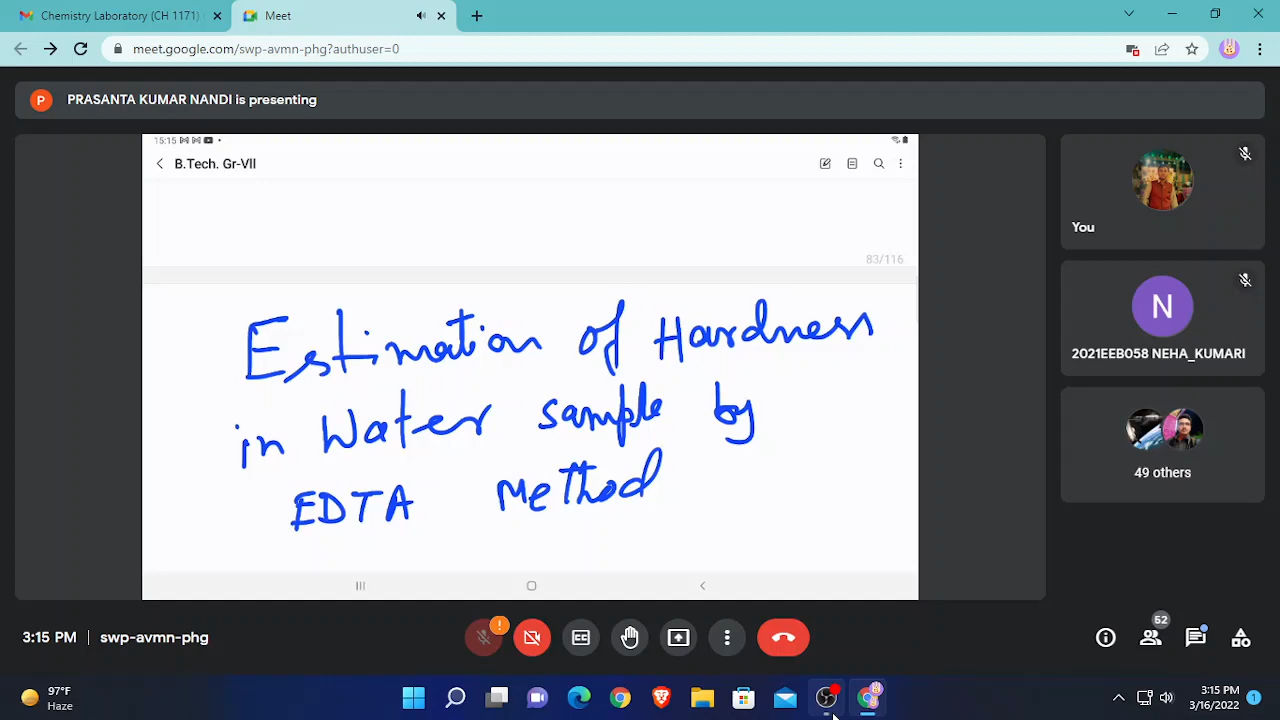 Chemistry Laboratory (CH 1171)
Meet
meet.google.com/swp-avmn-phg?authuser=0
P PRASANTA KUMAR NANDI is presenting
15:15
B.Tech. Gr-VII
83/116
Estimation of Hardness
in Water sample by
EDTA Method
You
N
2021EEB058 NEHA_KUMARI
49 others
3:15 PM | swp-avmn-phg
52
97°F
Haze
3:15 PM
3/16/2022
1